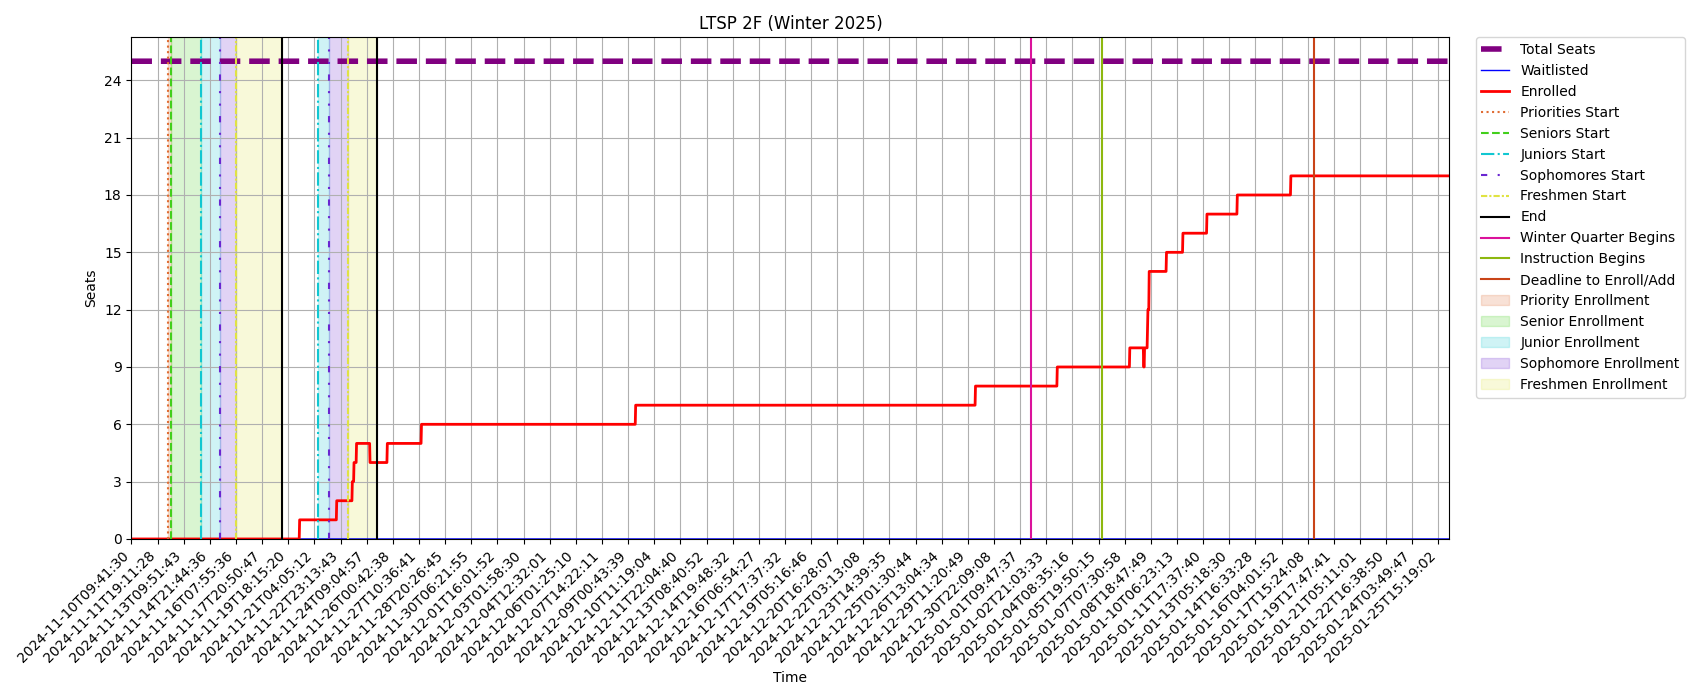 LTSP 2F (Winter 2025)
Seats
24
21
18
15
12
9
6
3
0
2024-11-10T09:41:30
2024-11-11T19:11:28
2024-11-13T09:51:43
2024-11-14T21:44:36
2024-11-16T07:55:36
2024-11-17T20:50:47
2024-11-19T18:15:20
2024-11-21T04:05:12
2024-11-22T23:13:43
2024-11-24T09:04:57
2024-11-26T00:42:38
2024-11-27T10:36:41
2024-11-28T20:26:45
2024-11-30T06:21:55
2024-12-01T16:01:52
2024-12-03T01:58:30
2024-12-04T12:32:01
2024-12-06T01:25:10
2024-12-07T14:22:11
2024-12-09T00:43:39
2024-12-10T11:19:04
2024-12-11T22:04:40
2024-12-13T08:40:52
2024-12-14T19:48:32
2024-12-16T06:54:27
2024-12-17T17:37:32
2024-12-19T05:16:46
2024-12-20T16:28:07
2024-12-22T03:13:08
2024-12-23T14:39:35
2024-12-25T01:30:44
2024-12-26T13:04:34
2024-12-29T11:20:49
2024-12-30T22:09:08
2025-01-01T09:47:37
2025-01-02T21:03:33
2025-01-04T08:35:16
2025-01-05T19:50:15
2025-01-07T07:30:58
2025-01-08T18:47:49
2025-01-10T06:23:13
2025-01-11T17:37:40
2025-01-13T05:18:30
2025-01-14T16:33:28
2025-01-16T04:01:52
2025-01-17T15:24:08
2025-01-19T17:47:41
2025-01-21T05:11:01
2025-01-22T16:38:50
2025-01-24T03:49:47
2025-01-25T15:19:02
Time
Total Seats
Waitlisted
Enrolled
Priorities Start
Seniors Start
Juniors Start
Sophomores Start
Freshmen Start
End
Winter Quarter Begins
Instruction Begins
Deadline to Enroll/Add
Priority Enrollment
Senior Enrollment
Junior Enrollment
Sophomore Enrollment
Freshmen Enrollment